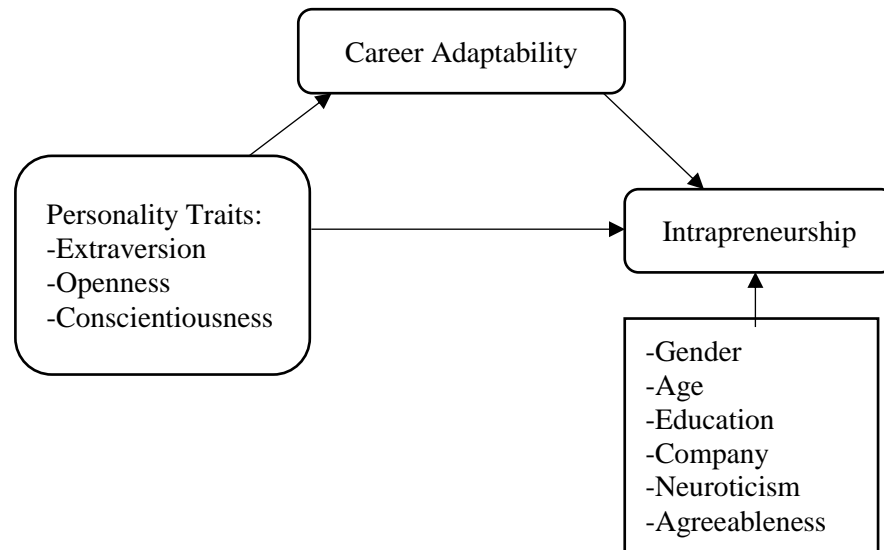 Career Adaptability
Personality Traits:
-Extraversion
-Openness
-Conscientiousness
Intrapreneurship
-Gender
-Age
-Education
-Company
-Neuroticism
-Agreeableness